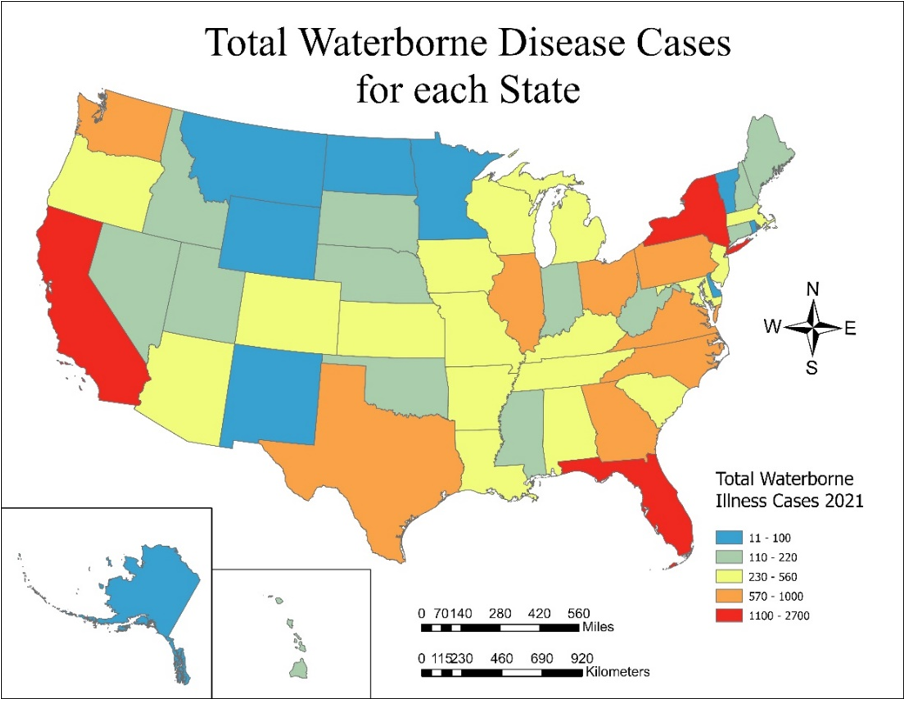 Total Waterborne Disease Cases
for each State
N
W E
S
Total Waterborne
Illness Cases 2021
11 - 100
110 - 220
230 - 560
570 - 1000
1100 - 2700
0 70140 280 420 560
Miles
0 115230 460 690 920
Kilometers